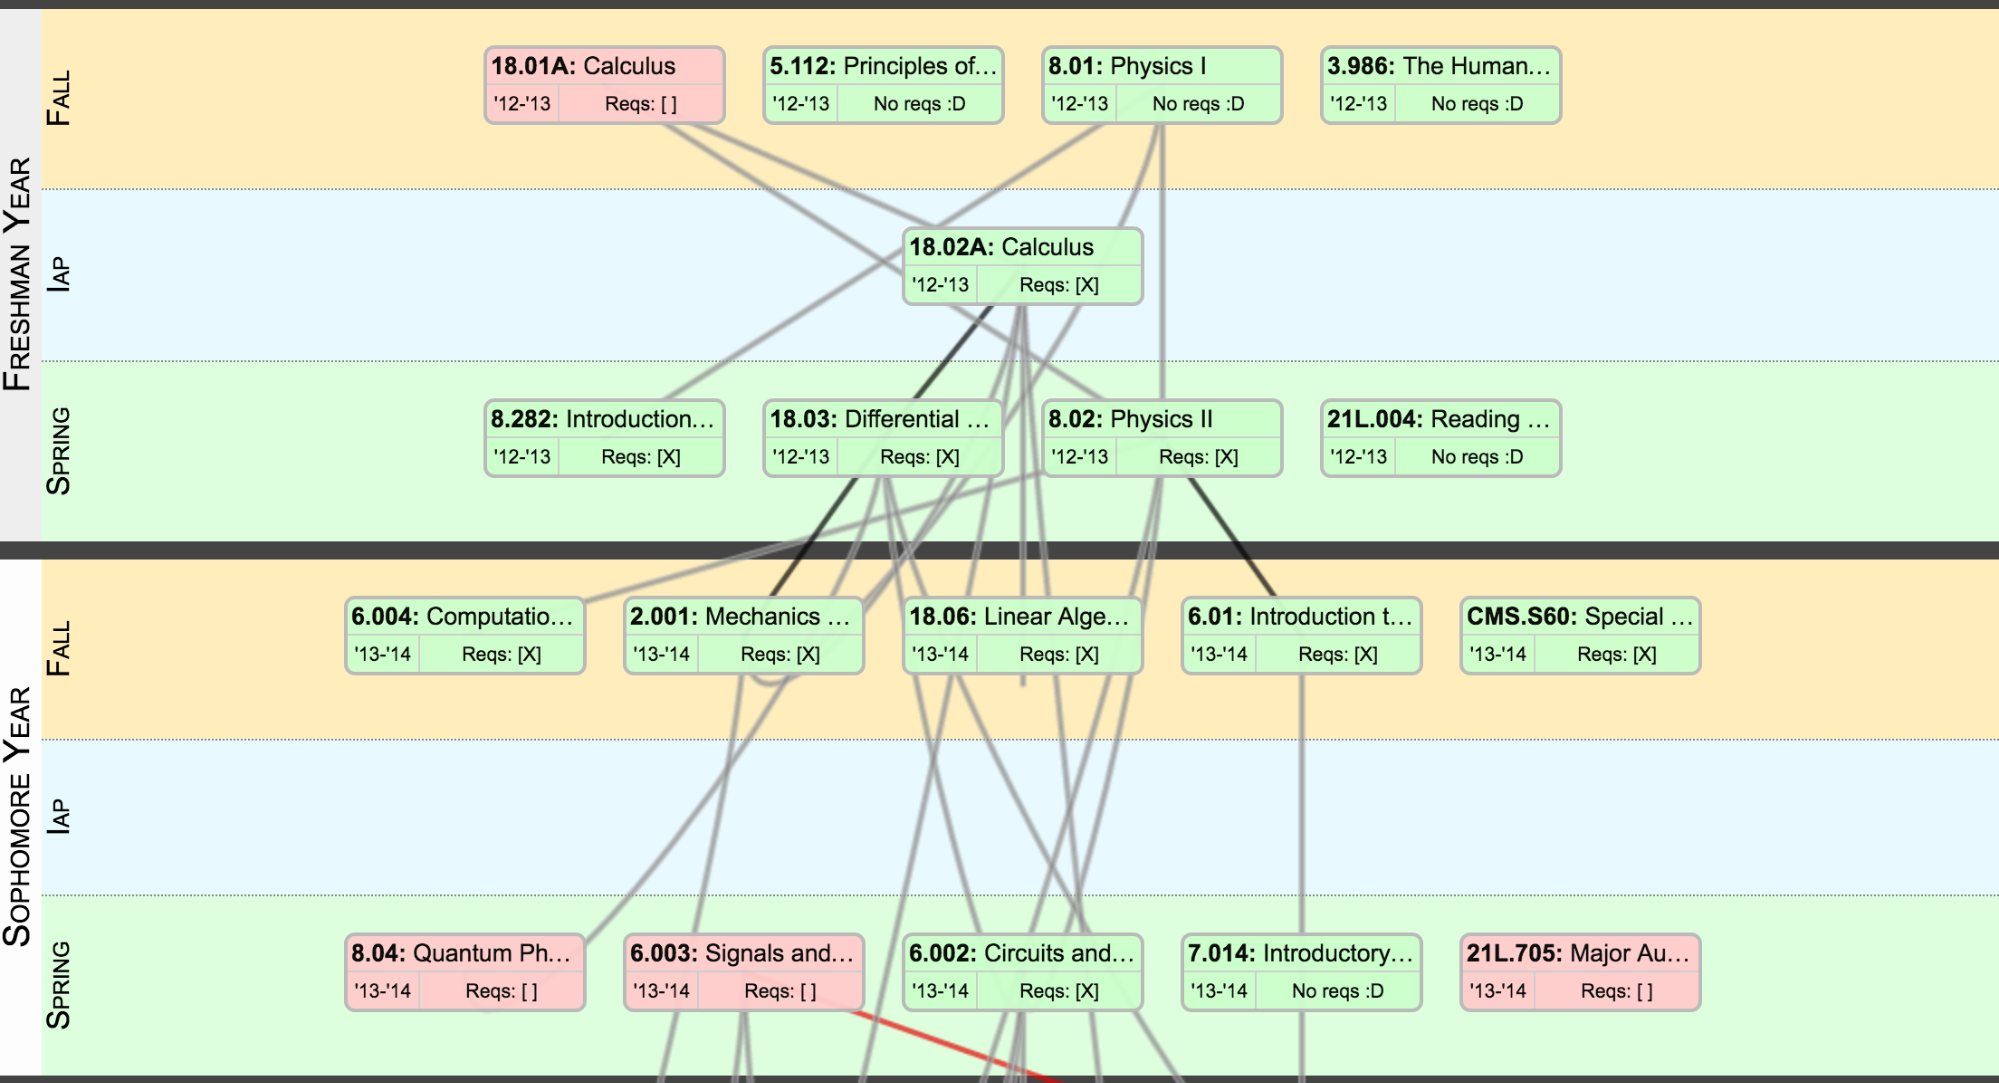 FRESHMAN YEAR
FALL
18.01A: Calculus
'12-'13 Reqs: [ ]
5.112: Principles of...
'12-'13 No reqs :D
8.01: Physics I
'12-'13 No reqs :D
3.986: The Human...
'12-'13 No reqs :D
IAP
18.02A: Calculus
'12-'13 Reqs: [X]
SPRING
8.282: Introduction...
'12-'13 Reqs: [X]
18.03: Differential ...
'12-'13 Reqs: [X]
8.02: Physics II
'12-'13 Reqs: [X]
21L.004: Reading ...
'12-'13 No reqs :D
SOPHOMORE YEAR
FALL
6.004: Computatio...
'13-'14 Reqs: [X]
2.001: Mechanics ...
'13-'14 Reqs: [X]
18.06: Linear Alge...
'13-'14 Reqs: [X]
6.01: Introduction t...
'13-'14 Reqs: [X]
CMS.S60: Special ...
'13-'14 Reqs: [X]
IAP
SPRING
8.04: Quantum Ph...
'13-'14 Reqs: [ ]
6.003: Signals and...
'13-'14 Reqs: [ ]
6.002: Circuits and...
'13-'14 Reqs: [X]
7.014: Introductory...
'13-'14 No reqs :D
21L.705: Major Au...
'13-'14 Reqs: [ ]